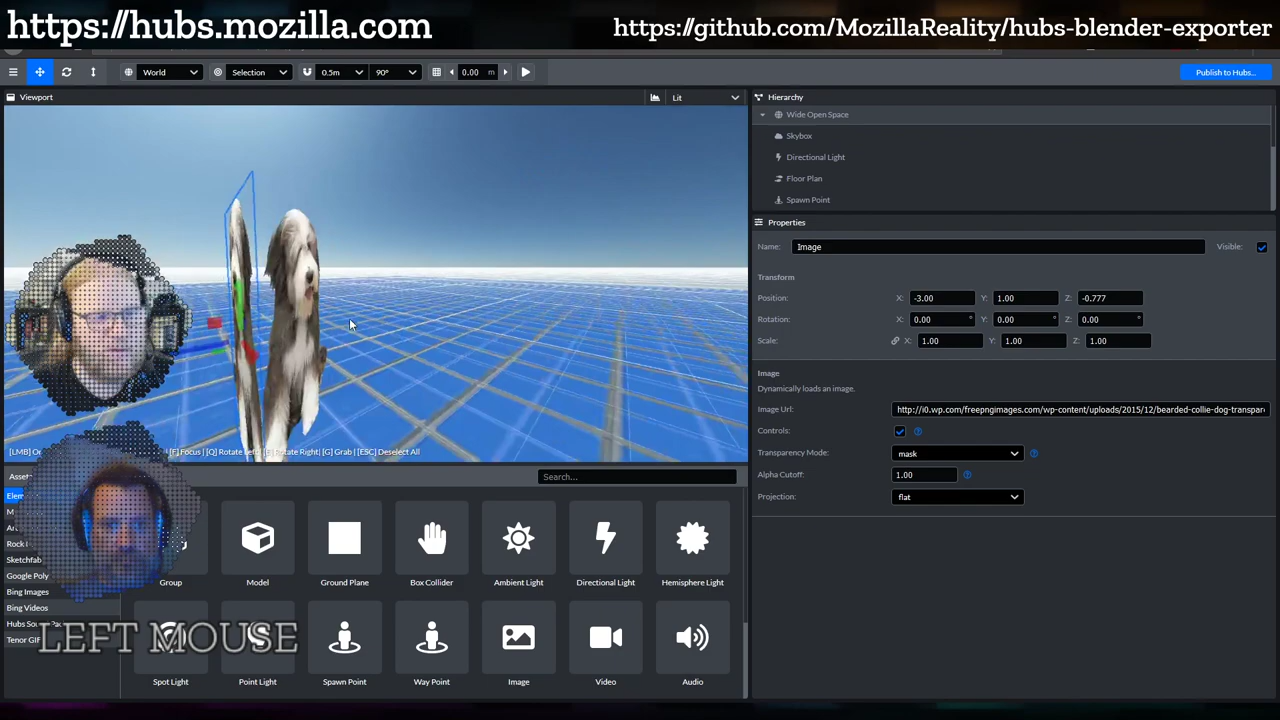 https://hubs.mozilla.com
https://github.com/MozillaReality/hubs-blender-exporter
World
Selection
0.5m
90°
0.00 m
Publish to Hubs...
Viewport
Lit
Hierarchy
Wide Open Space
Skybox
Directional Light
Floor Plan
Spawn Point
Properties
Name: Image
Visible:
Transform
Position: X: -3.00 Y: 1.00 Z: -0.777
Rotation: X: 0.00 ° Y: 0.00 ° Z: 0.00 °
Scale: X: 1.00 Y: 1.00 Z: 1.00
Image
Dynamically loads an image.
Image Url: http://i0.wp.com/freepngimages.com/wp-content/uploads/2015/12/bearded-collie-dog-transpare
Controls:
Transparency Mode: mask
Alpha Cutoff: 1.00
Projection: flat
[F] Focus | [Q] Rotate Left | [E] Rotate Right | [G] Grab | [ESC] Deselect All
Search...
Rock
Sketchfab
Google Poly
Bing Images
Bing Videos
Hubs Sou
Tenor GIF
Group
Model
Ground Plane
Box Collider
Ambient Light
Directional Light
Hemisphere Light
Spot Light
Point Light
Spawn Point
Way Point
Image
Video
Audio
LEFT MOUSE